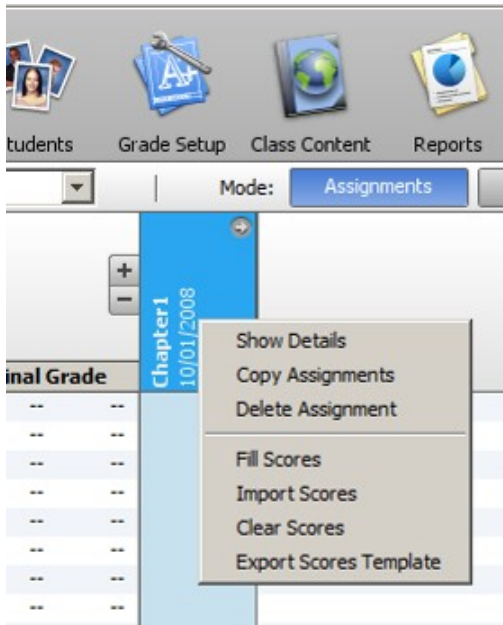 tudents Grade Setup Class Content Reports
Mode: Assignments
Chapter1
10/01/2008
inal Grade
Show Details
Copy Assignments
Delete Assignment
Fill Scores
Import Scores
Clear Scores
Export Scores Template
-- --
-- --
-- --
-- --
-- --
-- --
-- --
-- --